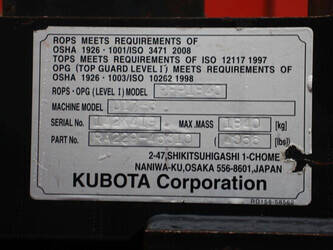 ROPS MEETS REQUIREMENTS OF
OSHA 1926 · 1001/ISO 3471 2008
TOPS MEETS REQUIREMENTS OF ISO 12117 1997
OPG (TOP GUARD LEVEL I) MEETS REQUIREMENTS OF
OSHA 1926 · 1003/ISO 10262 1998
ROPS · OPG (LEVEL I) MODEL
MACHINE MODEL
SERIAL No. MAX.MASS 1840 [kg]
PART No. [lbs]
2-47, SHIKITSUHIGASHI 1-CHOME
NANIWA-KU, OSAKA 556-8601, JAPAN
KUBOTA Corporation